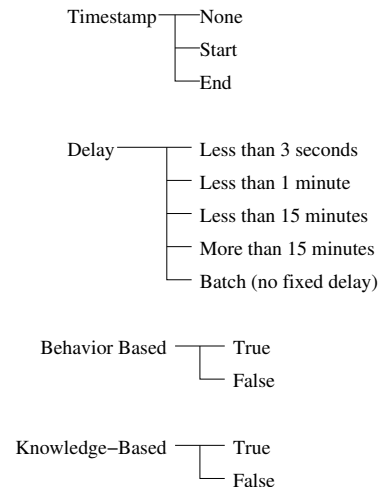 Timestamp None
Start
End
Delay Less than 3 seconds
Less than 1 minute
Less than 15 minutes
More than 15 minutes
Batch (no fixed delay)
Behavior Based True
False
Knowledge−Based True
False